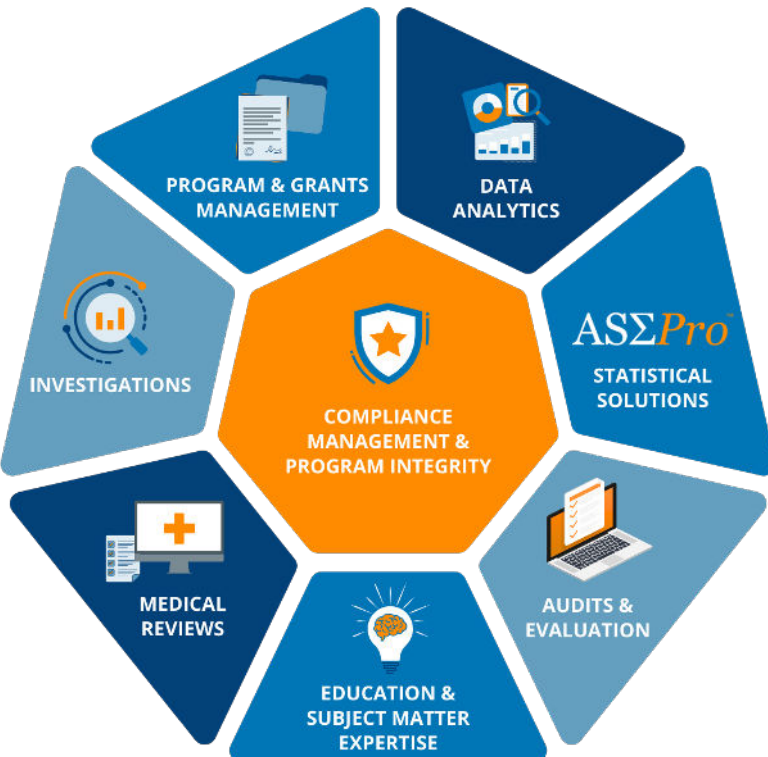 PROGRAM & GRANTS
MANAGEMENT
DATA
ANALYTICS
INVESTIGATIONS
COMPLIANCE
MANAGEMENT &
PROGRAM INTEGRITY
ASΣPro™
STATISTICAL
SOLUTIONS
MEDICAL
REVIEWS
EDUCATION &
SUBJECT MATTER
EXPERTISE
AUDITS &
EVALUATION